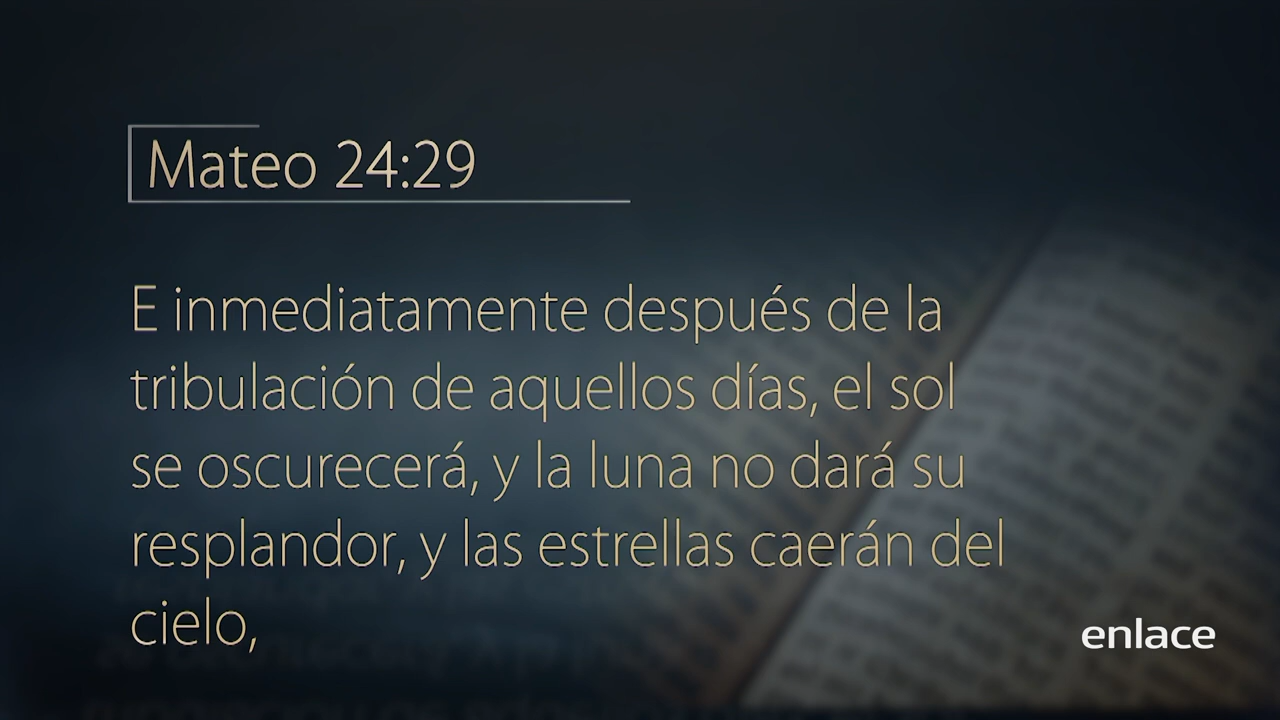 Mateo 24:29
E inmediatamente después de la
tribulación de aquellos días, el sol
se oscurecerá, y la luna no dará su
resplandor, y las estrellas caerán del
cielo,
enlace